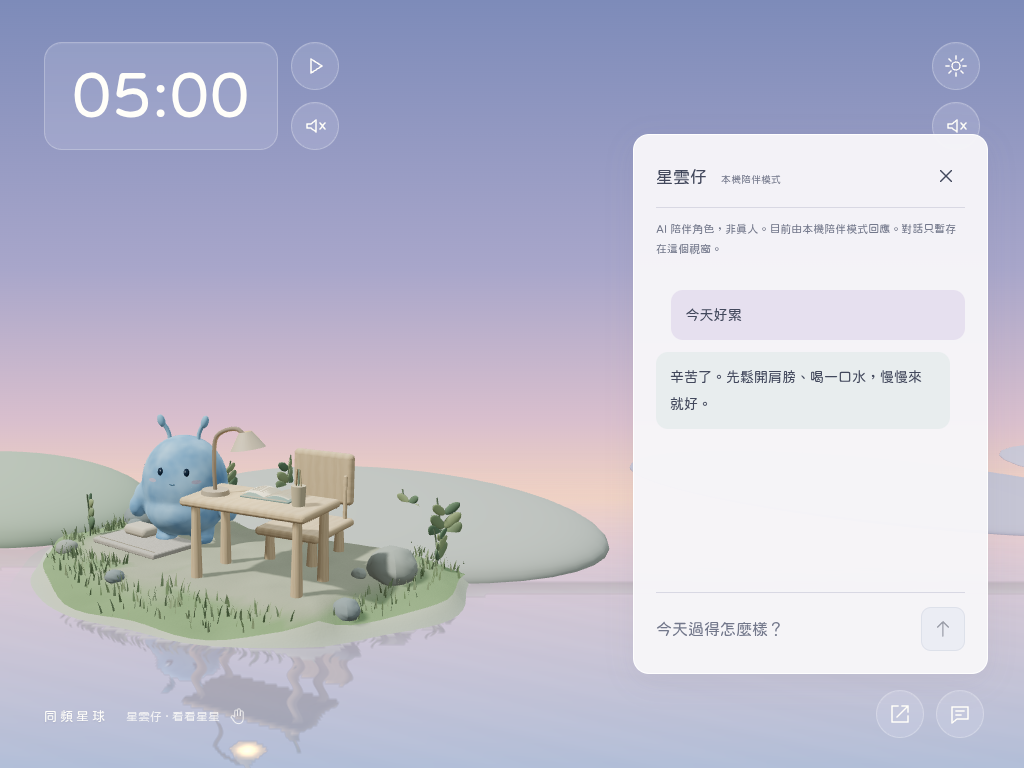 05:00
星雲仔 本機陪伴模式
AI 陪伴角色，非真人。目前由本機陪伴模式回應。對話只暫存
在這個視窗。
今天好累
辛苦了。先鬆開肩膀、喝一口水，慢慢來
就好。
今天過得怎麼樣？
同頻星球 星雲仔·看看星星